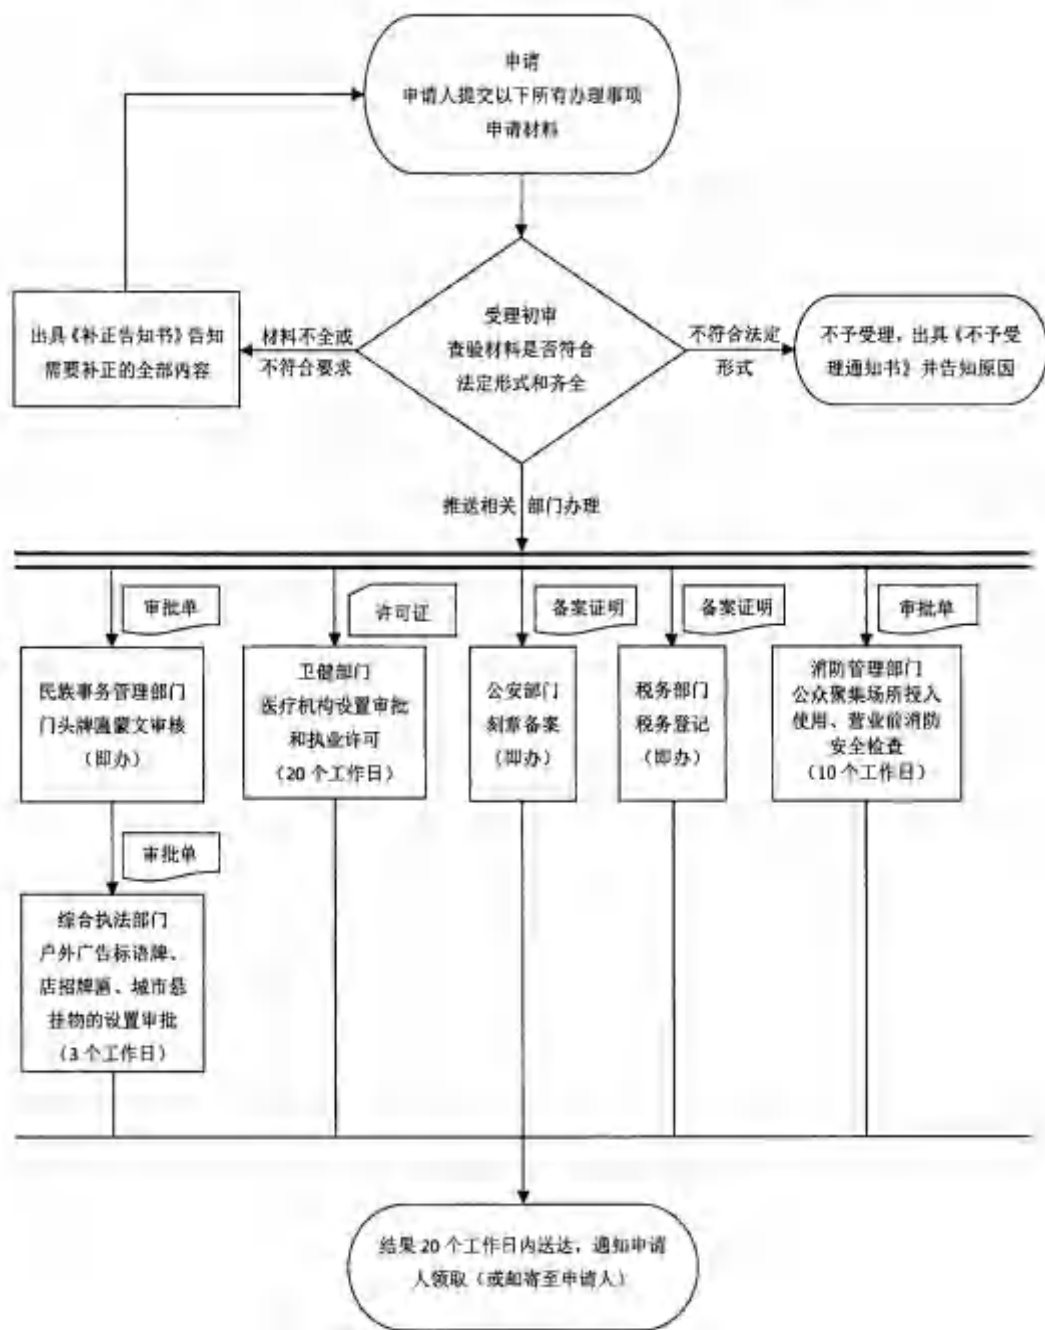 申请
申请人提交以下所有办理事项
申请材料
出具《补正告知书》告知
需要补正的全部内容
材料不全或
不符合要求
受理初审
查验材料是否符合
法定形式和齐全
不符合法定
形式
不予受理，出具《不予受
理通知书》并告知原因
推送相关 部门办理
审批单
许可证
备案证明
备案证明
审批单
民族事务管理部门
门头牌匾蒙文审核
（即办）
卫健部门
医疗机构设置审批
和执业许可
（20 个工作日）
公安部门
刻章备案
（即办）
税务部门
税务登记
（即办）
消防管理部门
公众聚集场所投入
使用、营业前消防
安全检查
（10 个工作日）
审批单
综合执法部门
户外广告标语牌、
店招牌匾、城市悬
挂物的设置审批
（3 个工作日）
结果 20 个工作日内送达，通知申请
人领取（或邮寄至申请人）